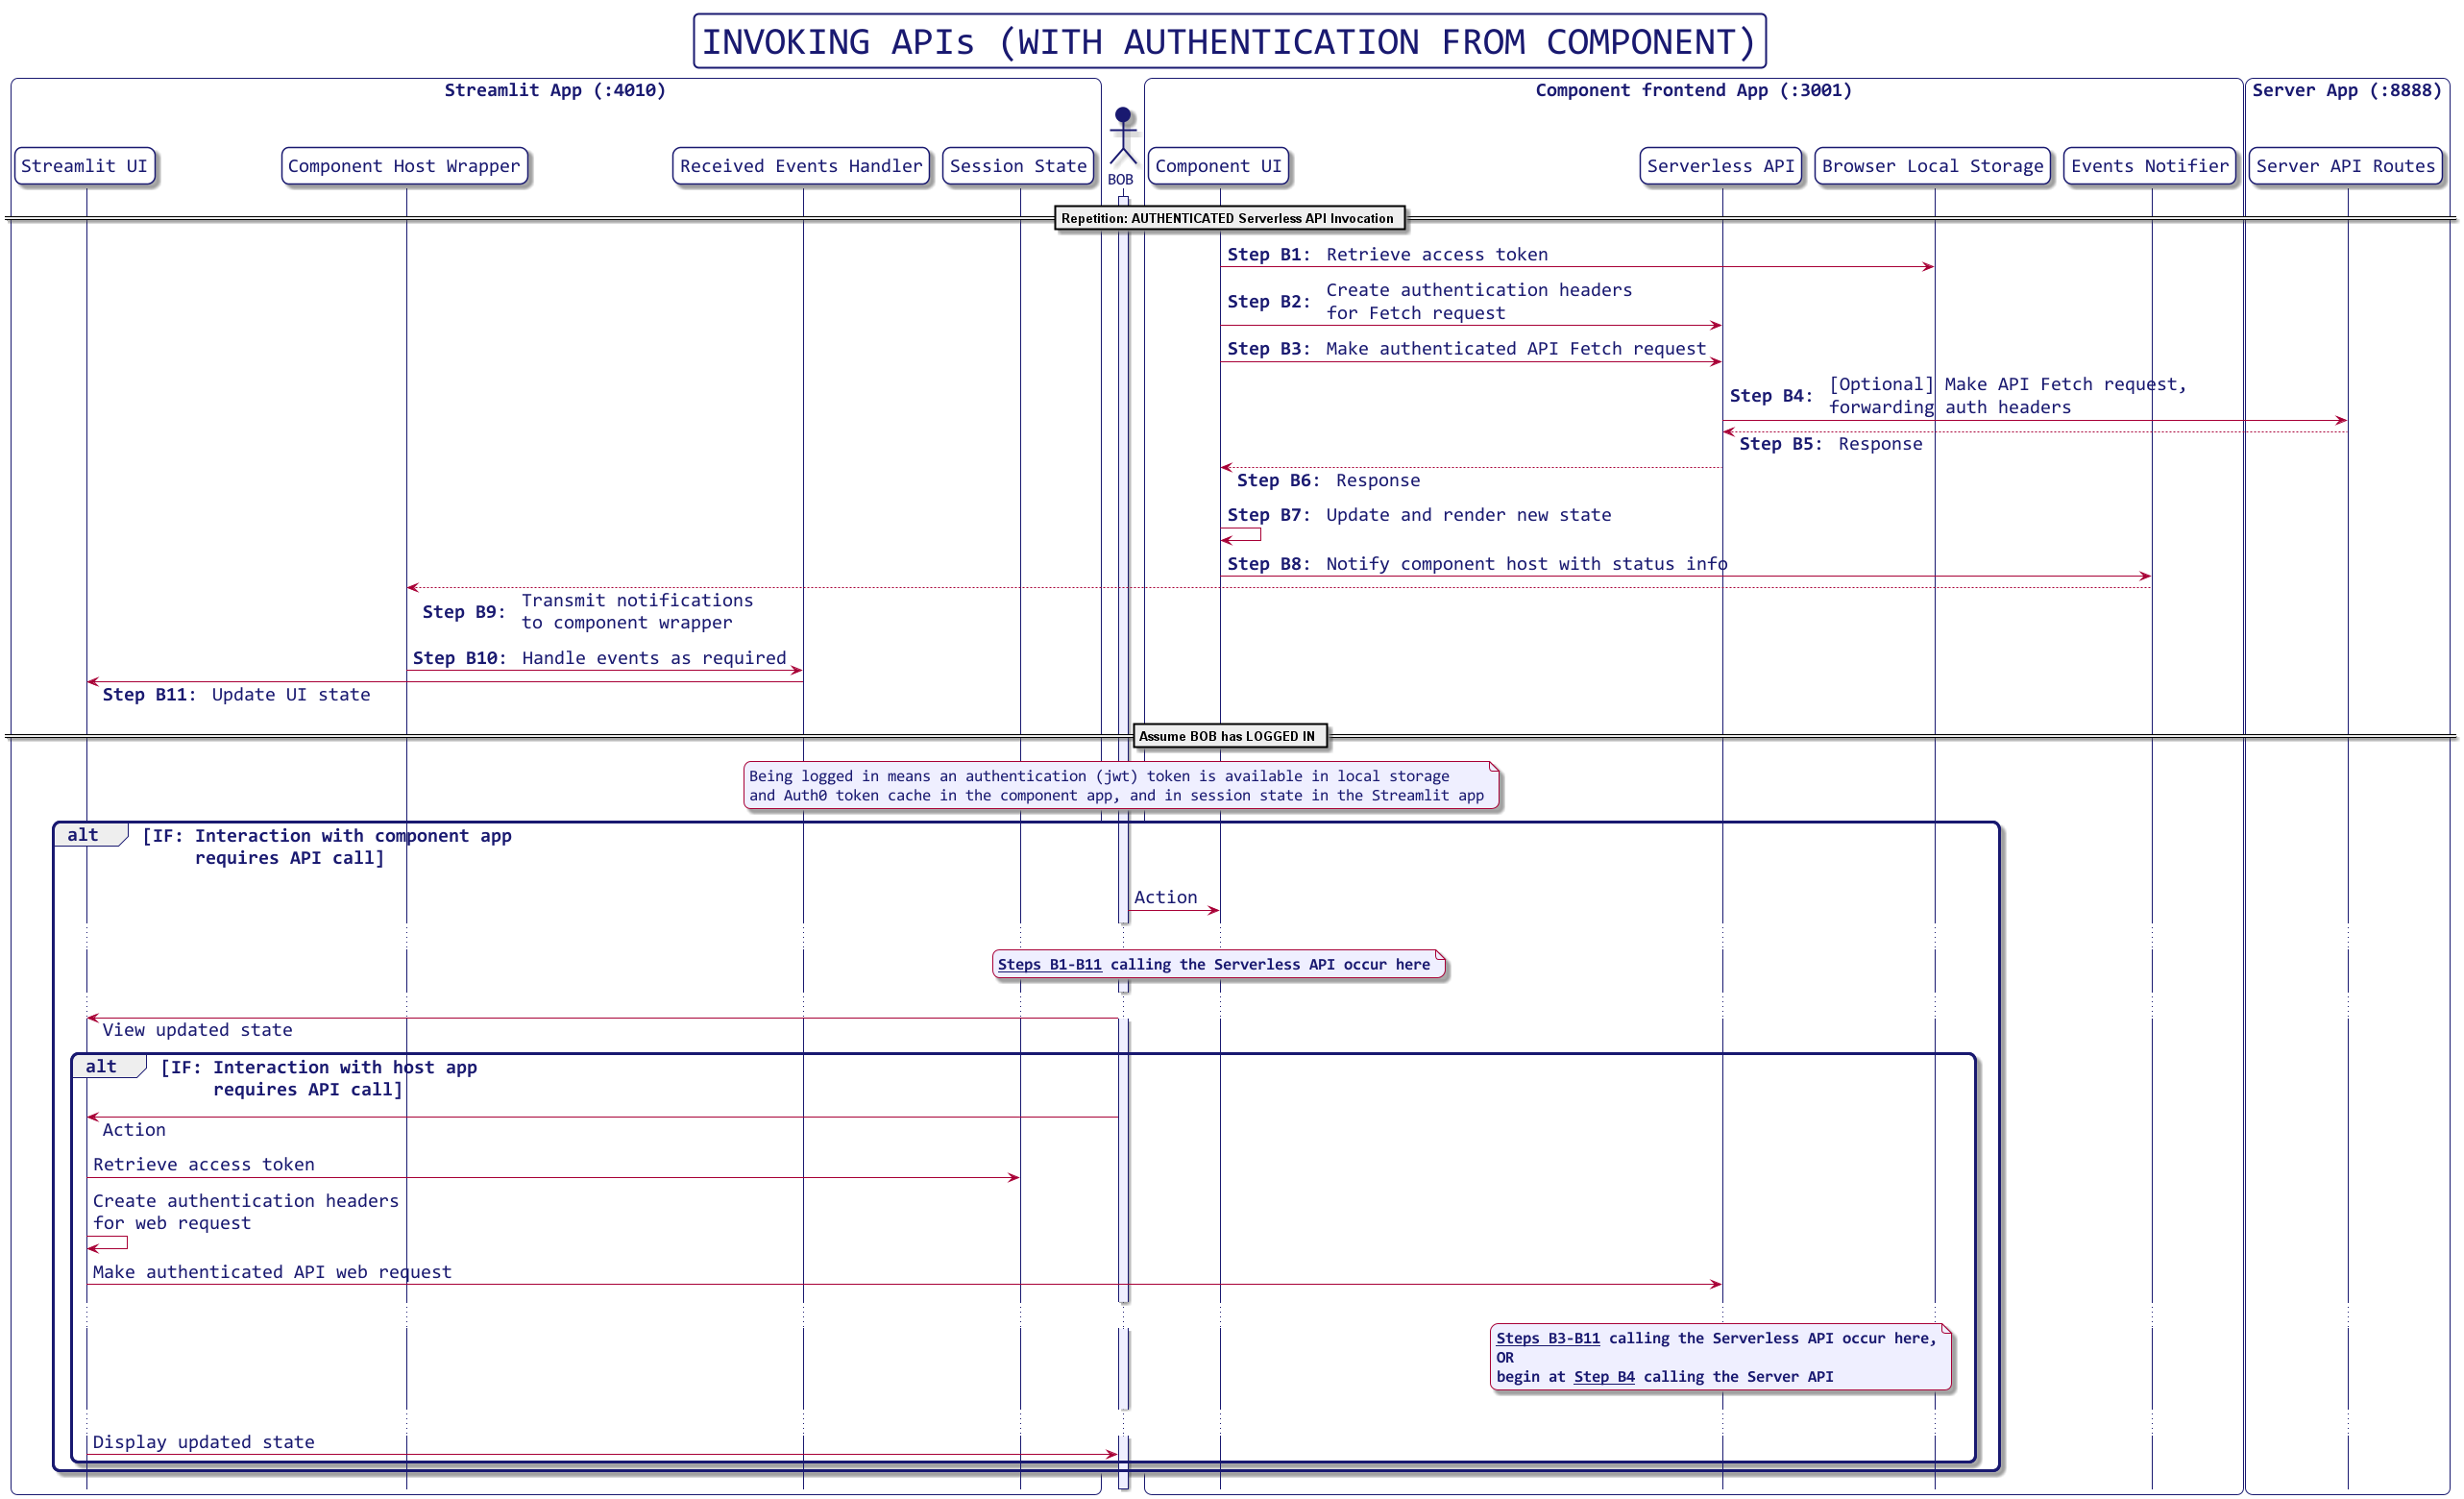 INVOKING APIs (WITH AUTHENTICATION FROM COMPONENT)
Streamlit App (:4010)
Component frontend App (:3001)
Server App (:8888)
Streamlit UI
Component Host Wrapper
Received Events Handler
Session State
BOB
Component UI
Serverless API
Browser Local Storage
Events Notifier
Server API Routes
Repetition: AUTHENTICATED Serverless API Invocation
Step B1: Retrieve access token
Step B2: Create authentication headers
for Fetch request
Step B3: Make authenticated API Fetch request
Step B4: [Optional] Make API Fetch request,
forwarding auth headers
Step B5: Response
Step B6: Response
Step B7: Update and render new state
Step B8: Notify component host with status info
Step B9: Transmit notifications
to component wrapper
Step B10: Handle events as required
Step B11: Update UI state
Assume BOB has LOGGED IN
Being logged in means an authentication (jwt) token is available in local storage
and Auth0 token cache in the component app, and in session state in the Streamlit app
alt [IF: Interaction with component app
requires API call]
Action
Steps B1-B11 calling the Serverless API occur here
View updated state
alt [IF: Interaction with host app
requires API call]
Action
Retrieve access token
Create authentication headers
for web request
Make authenticated API web request
Steps B3-B11 calling the Serverless API occur here,
OR
begin at Step B4 calling the Server API
Display updated state